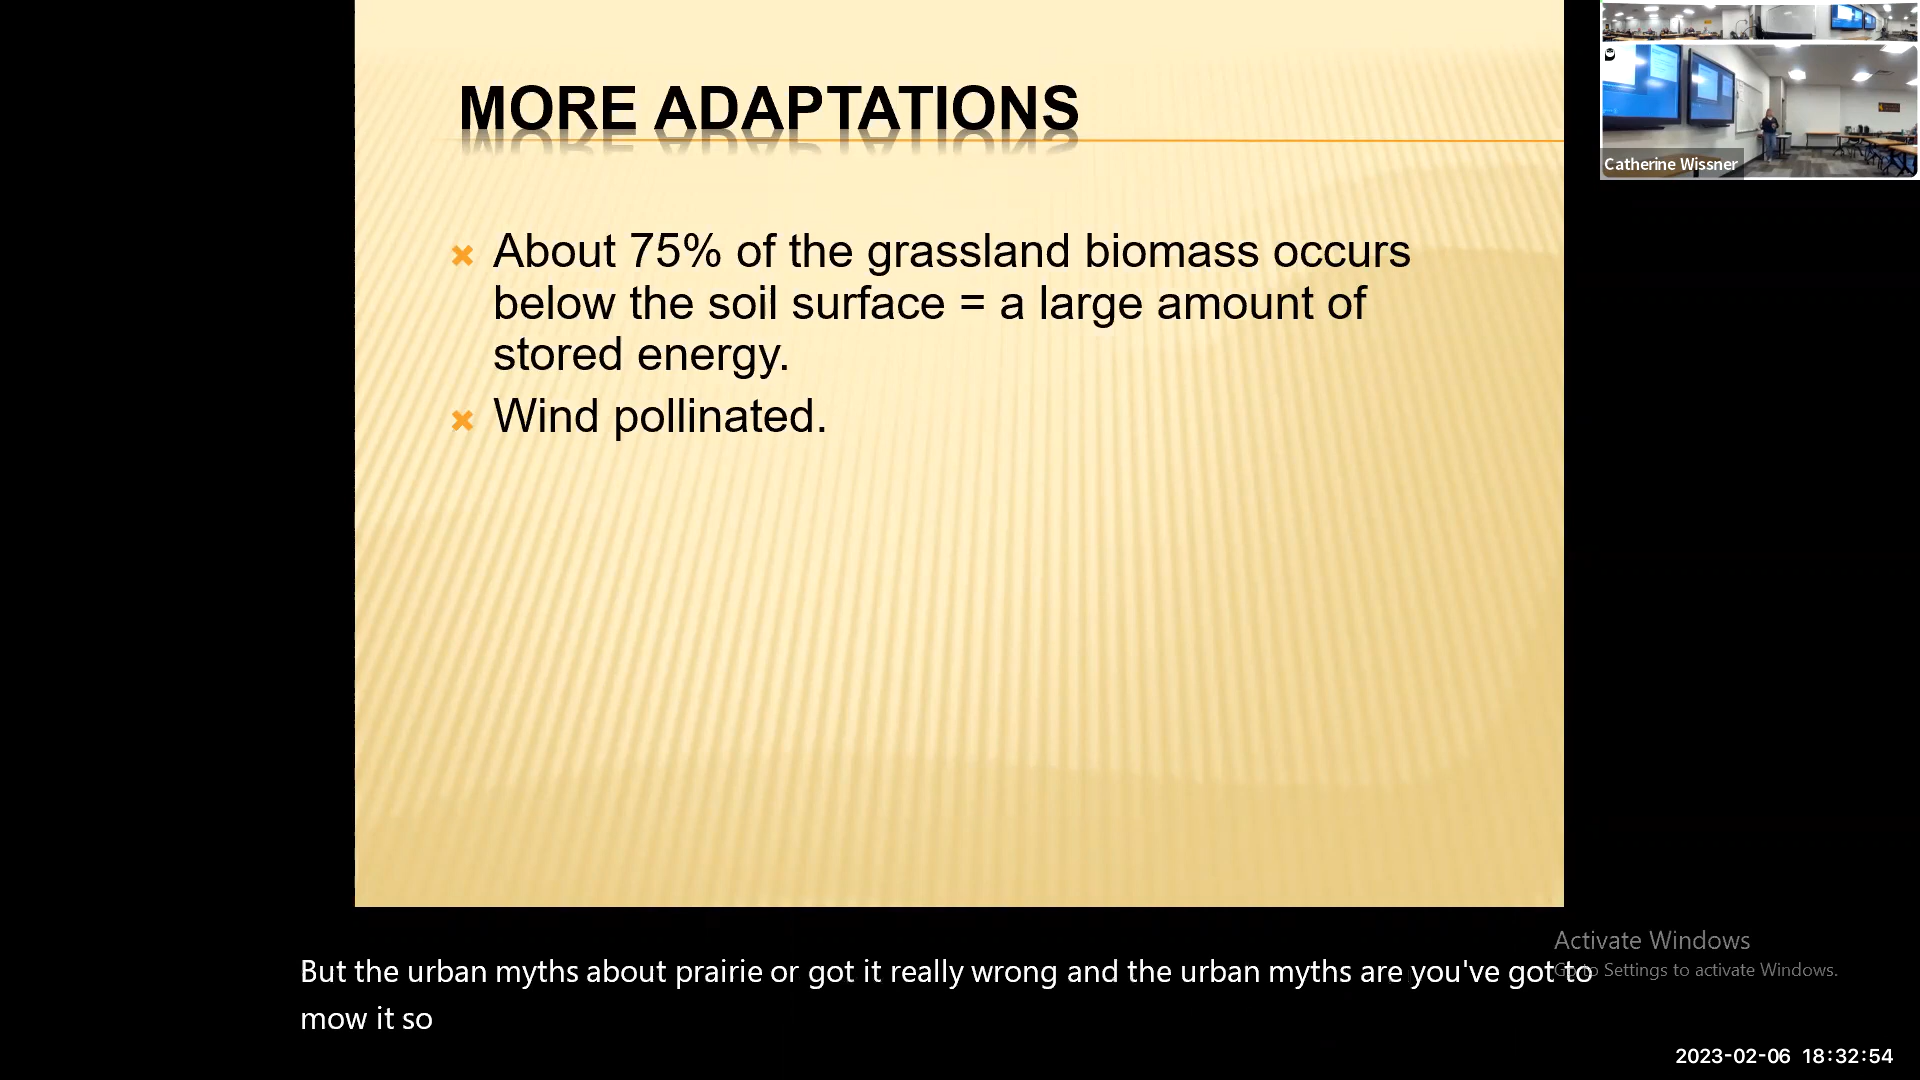 MORE ADAPTATIONS
About 75% of the grassland biomass occurs
below the soil surface = a large amount of
stored energy.
Wind pollinated.
Catherine Wissner
But the urban myths about prairie or got it really wrong and the urban myths are you've got to
mow it so
Activate Windows
Go to Settings to activate Windows.
2023-02-06 18:32:54